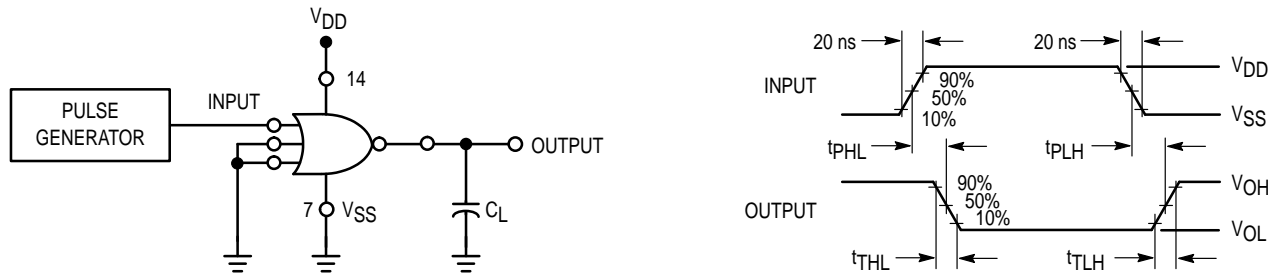 VDD
14
PULSE
GENERATOR
INPUT
OUTPUT
7
VSS
CL
20 ns
20 ns
INPUT
90%
50%
10%
VDD
VSS
tPHL
tPLH
OUTPUT
90%
50%
10%
VOH
VOL
tTHL
tTLH